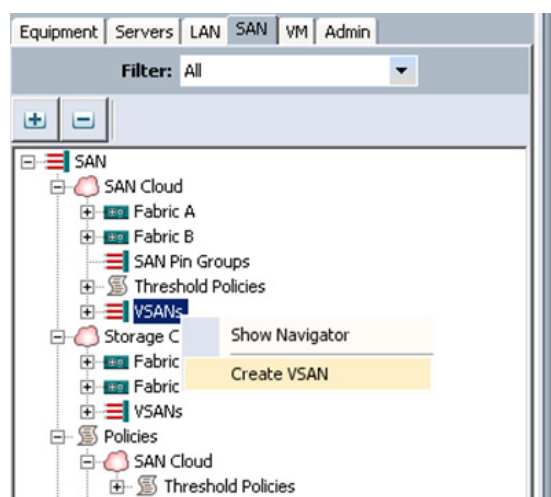 Equipment Servers LAN SAN VM Admin
Filter: All
SAN
SAN Cloud
Fabric A
Fabric B
SAN Pin Groups
Threshold Policies
VSANs
Show Navigator
Storage C
Fabric
Create VSAN
Fabric
VSANs
Policies
SAN Cloud
Threshold Policies